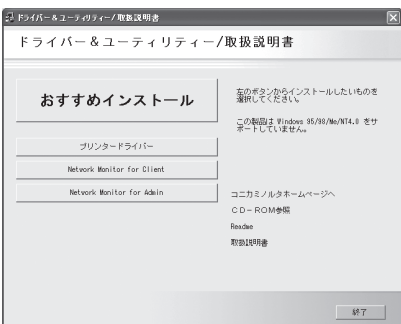 ドライバー&ユーティリティー/取扱説明書
ドライバー&ユーティリティー/取扱説明書
おすすめインストール
プリンタードライバー
Network Monitor for Client
Network Monitor for Admin
左のボタンからインストールしたいものを
選択してください。
この製品は Windows 95/98/Me/NT4.0 をサ
ポートしていません。
コニカミノルタホームページへ
CD-ROM参照
Readme
取扱説明書
終了